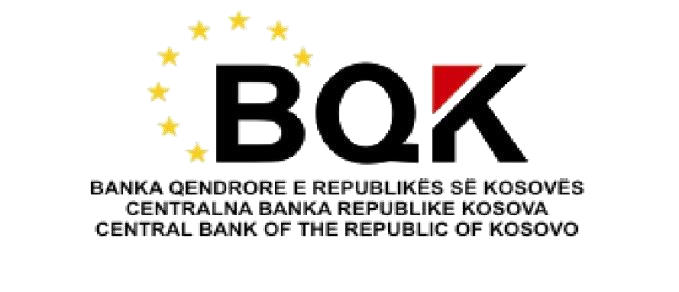 BQK
BANKA QENDRORE E REPUBLIKËS SË KOSOVËS
CENTRALNA BANKA REPUBLIKE KOSOVA
CENTRAL BANK OF THE REPUBLIC OF KOSOVO